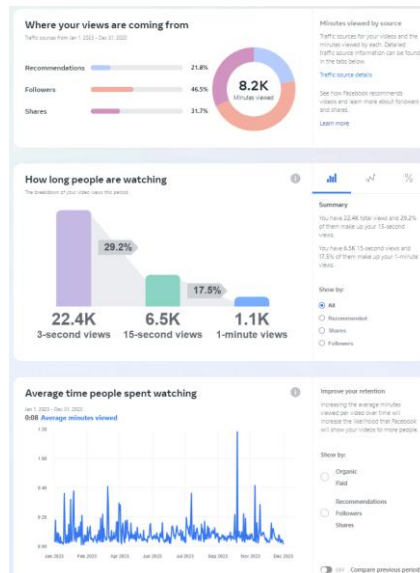 Where your views are coming from
Traffic sources from Jan 1, 2023 - Dec 31, 2023
Recommendations 21.8%
Followers 46.5%
Shares 31.7%
8.2K
Minutes viewed
Minutes viewed by source
Traffic sources for your videos and the
minutes viewed by each. Detailed
traffic source information can be found
in the tabs below.
Traffic source details
See how Facebook recommends
videos and learn more about followers
and shares.
Learn more
How long people are watching
The breakdown of your video views this period.
29.2%
17.5%
22.4K
3-second views
6.5K
15-second views
1.1K
1-minute views
%
Summary
You have 22.4K total views and 29.2%
of them make up your 15-second
views.
You have 6.5K 15-second views and
17.5% of them make up your 1-minute
views.
Show by:
All
Recommended
Shares
Followers
Average time people spent watching
Jan 1, 2023 - Dec 31, 2023
0:08 Average minutes viewed
1:20
1:00
0:40
0:20
0:00
Jan 2023 Feb 2023 Apr 2023 May 2023 Jul 2023 Sep 2023 Oct 2023 Dec 2023
Improve your retention
Increasing the average minutes
viewed per video over time will
increase the likelihood that Facebook
will show your videos to more people.
Show by:
Organic
Paid
Recommendations
Followers
Shares
OFF Compare previous period